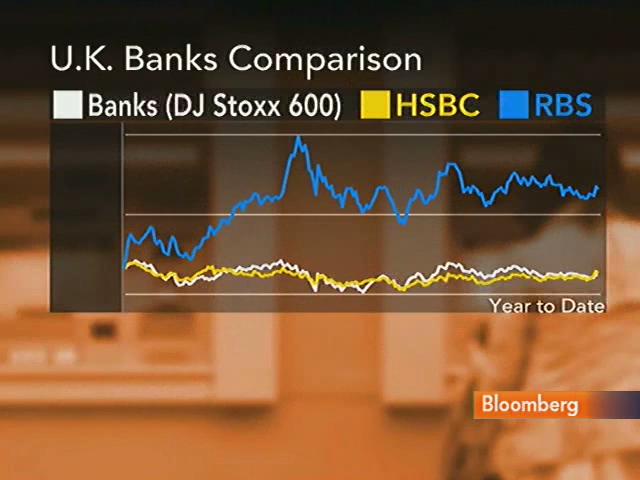 U.K. Banks Comparison
Banks (DJ Stoxx 600) HSBC RBS
Year to Date
Bloomberg